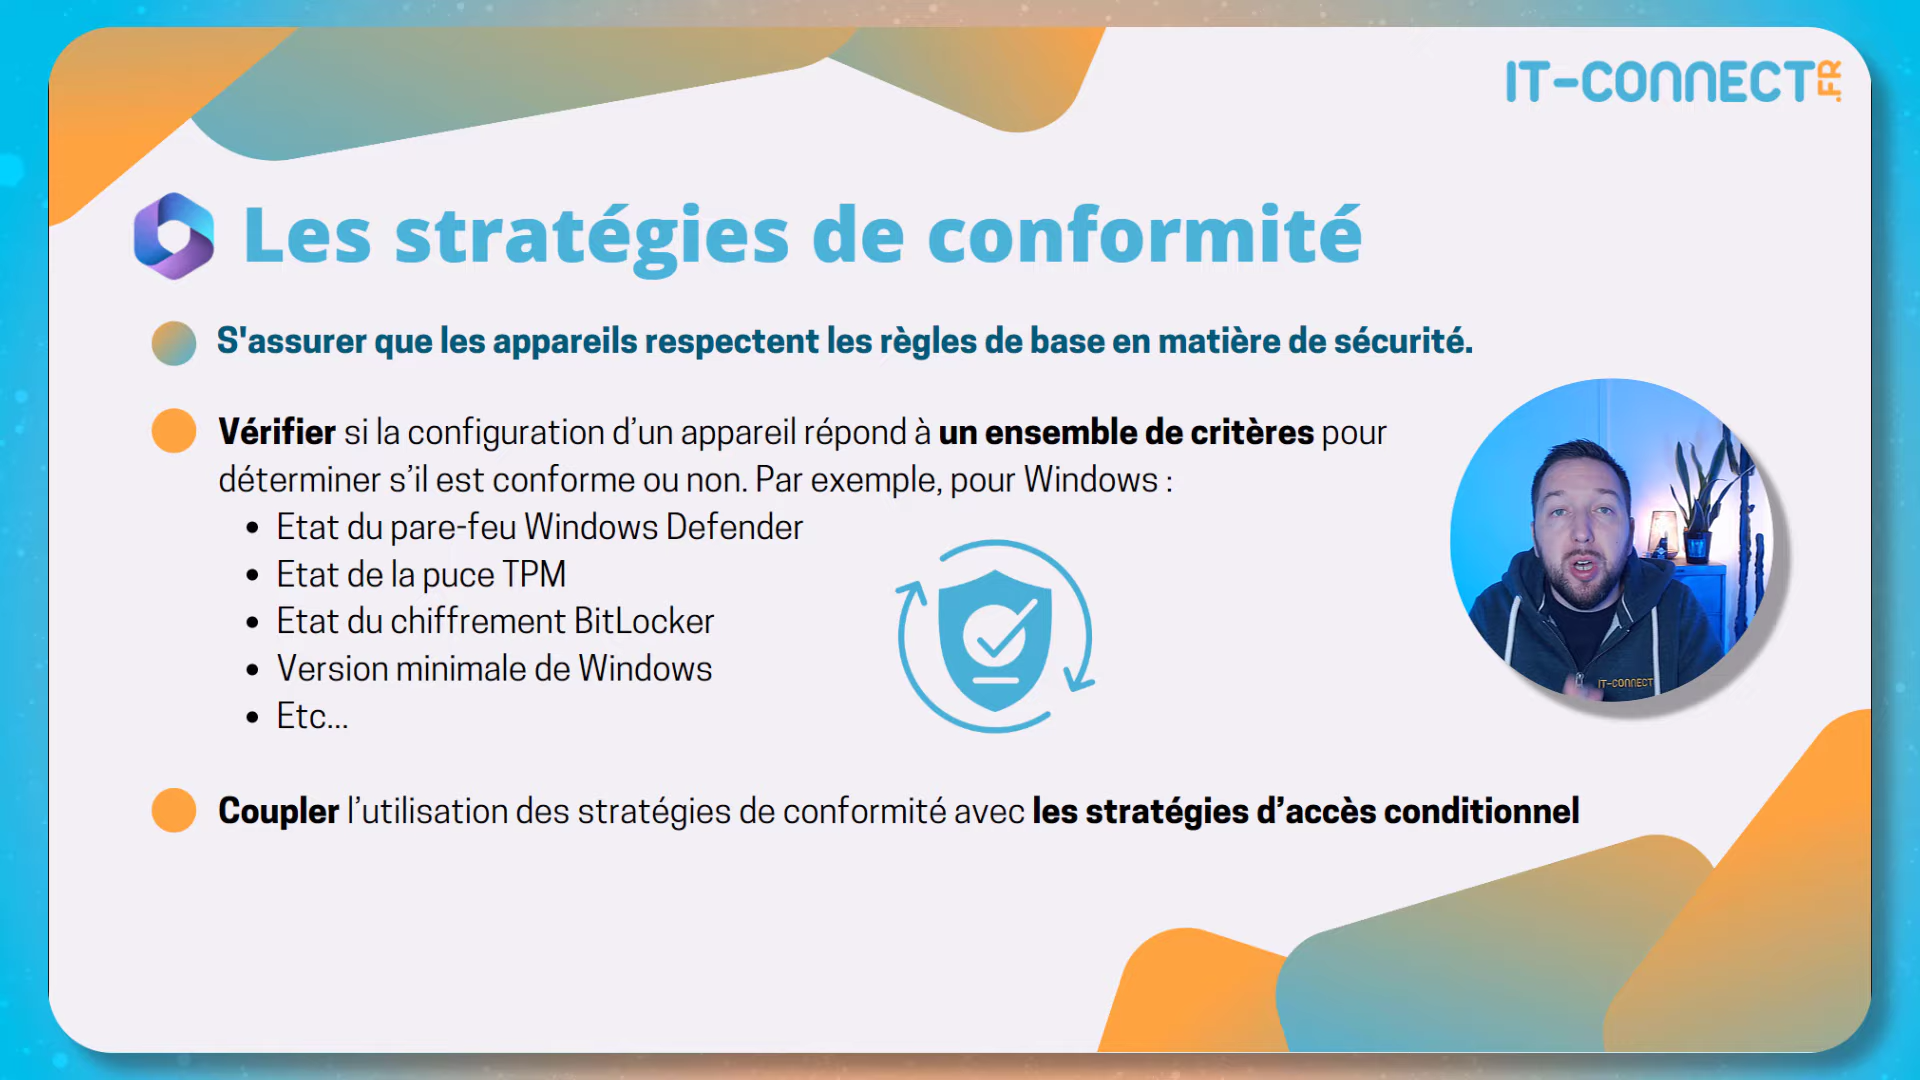 IT-CONNECT.FR
Les stratégies de conformité
S'assurer que les appareils respectent les règles de base en matière de sécurité.
Vérifier si la configuration d’un appareil répond à un ensemble de critères pour
déterminer s’il est conforme ou non. Par exemple, pour Windows :
• Etat du pare-feu Windows Defender
• Etat de la puce TPM
• Etat du chiffrement BitLocker
• Version minimale de Windows
• Etc...
IT-CONNECT
Coupler l’utilisation des stratégies de conformité avec les stratégies d’accès conditionnel